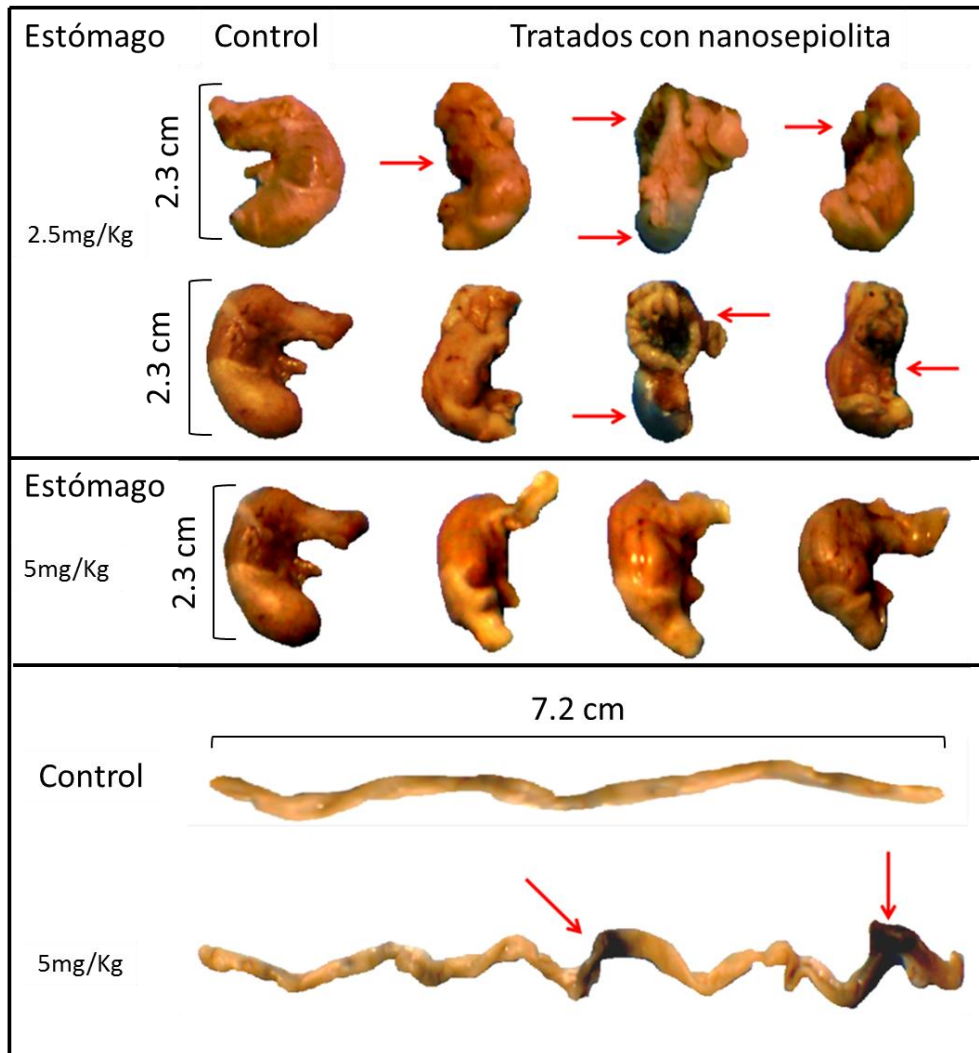 Estómago Control Tratados con nanosepiolita
2.3 cm
2.5mg/Kg
2.3 cm
Estómago
2.3 cm
5mg/Kg
7.2 cm
Control
5mg/Kg